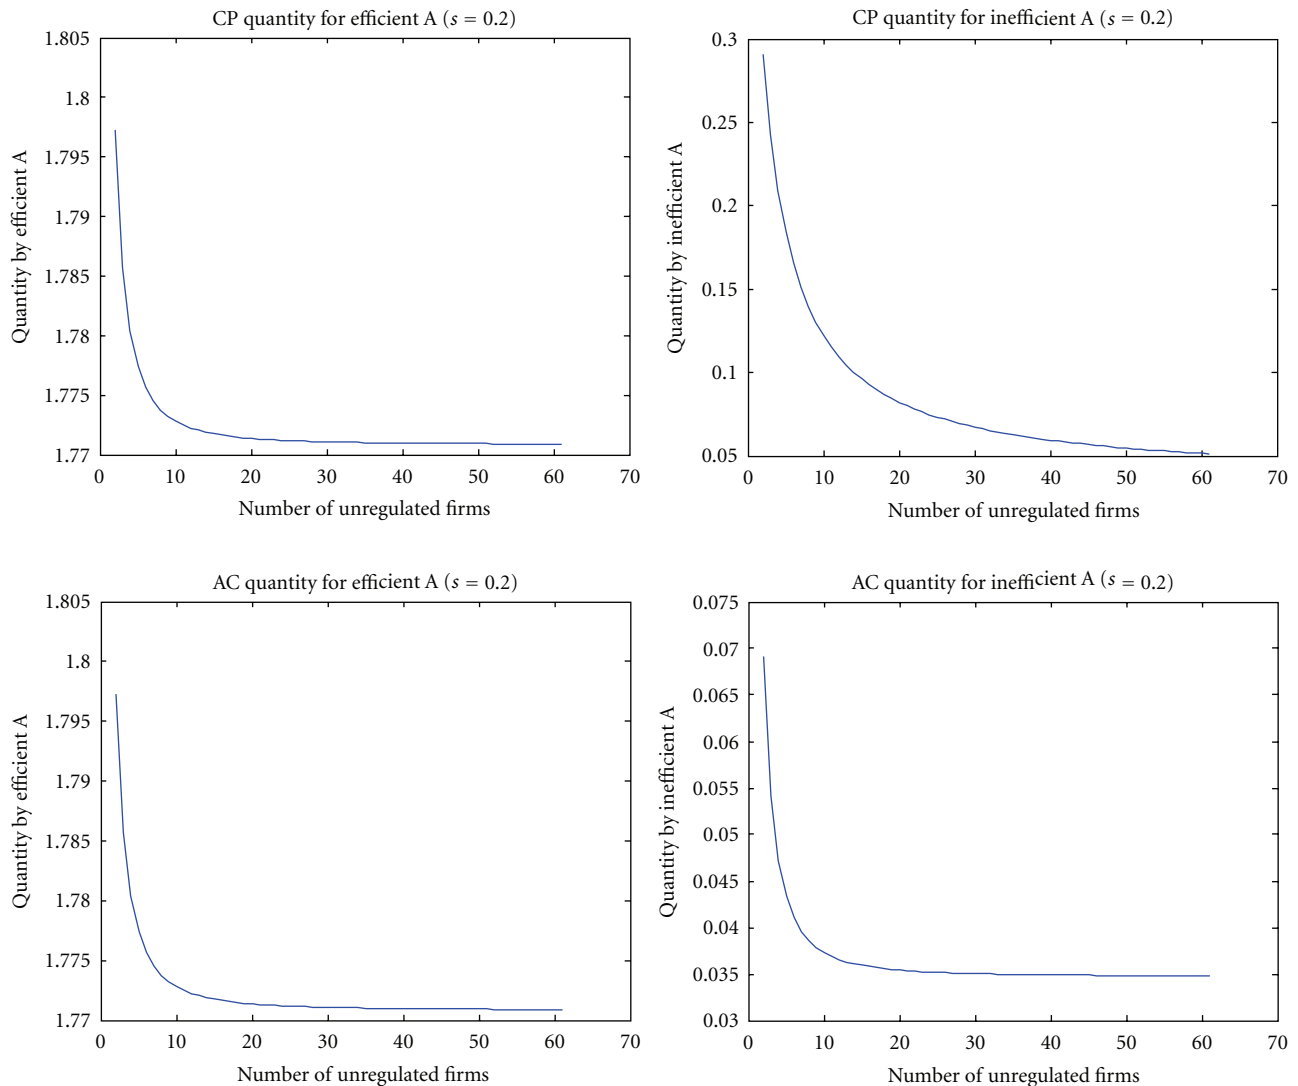 CP quantity for efficient A (s = 0.2)
1.805
1.8
1.795
1.79
1.785
1.78
1.775
1.77
0 10 20 30 40 50 60 70
Quantity by efficient A
Number of unregulated firms
CP quantity for inefficient A (s = 0.2)
0.3
0.25
0.2
0.15
0.1
0.05
0 10 20 30 40 50 60 70
Quantity by inefficient A
Number of unregulated firms
AC quantity for efficient A (s = 0.2)
1.805
1.8
1.795
1.79
1.785
1.78
1.775
1.77
0 10 20 30 40 50 60 70
Quantity by efficient A
Number of unregulated firms
AC quantity for inefficient A (s = 0.2)
0.075
0.07
0.065
0.06
0.055
0.05
0.045
0.04
0.035
0.03
0 10 20 30 40 50 60 70
Quantity by inefficient A
Number of unregulated firms